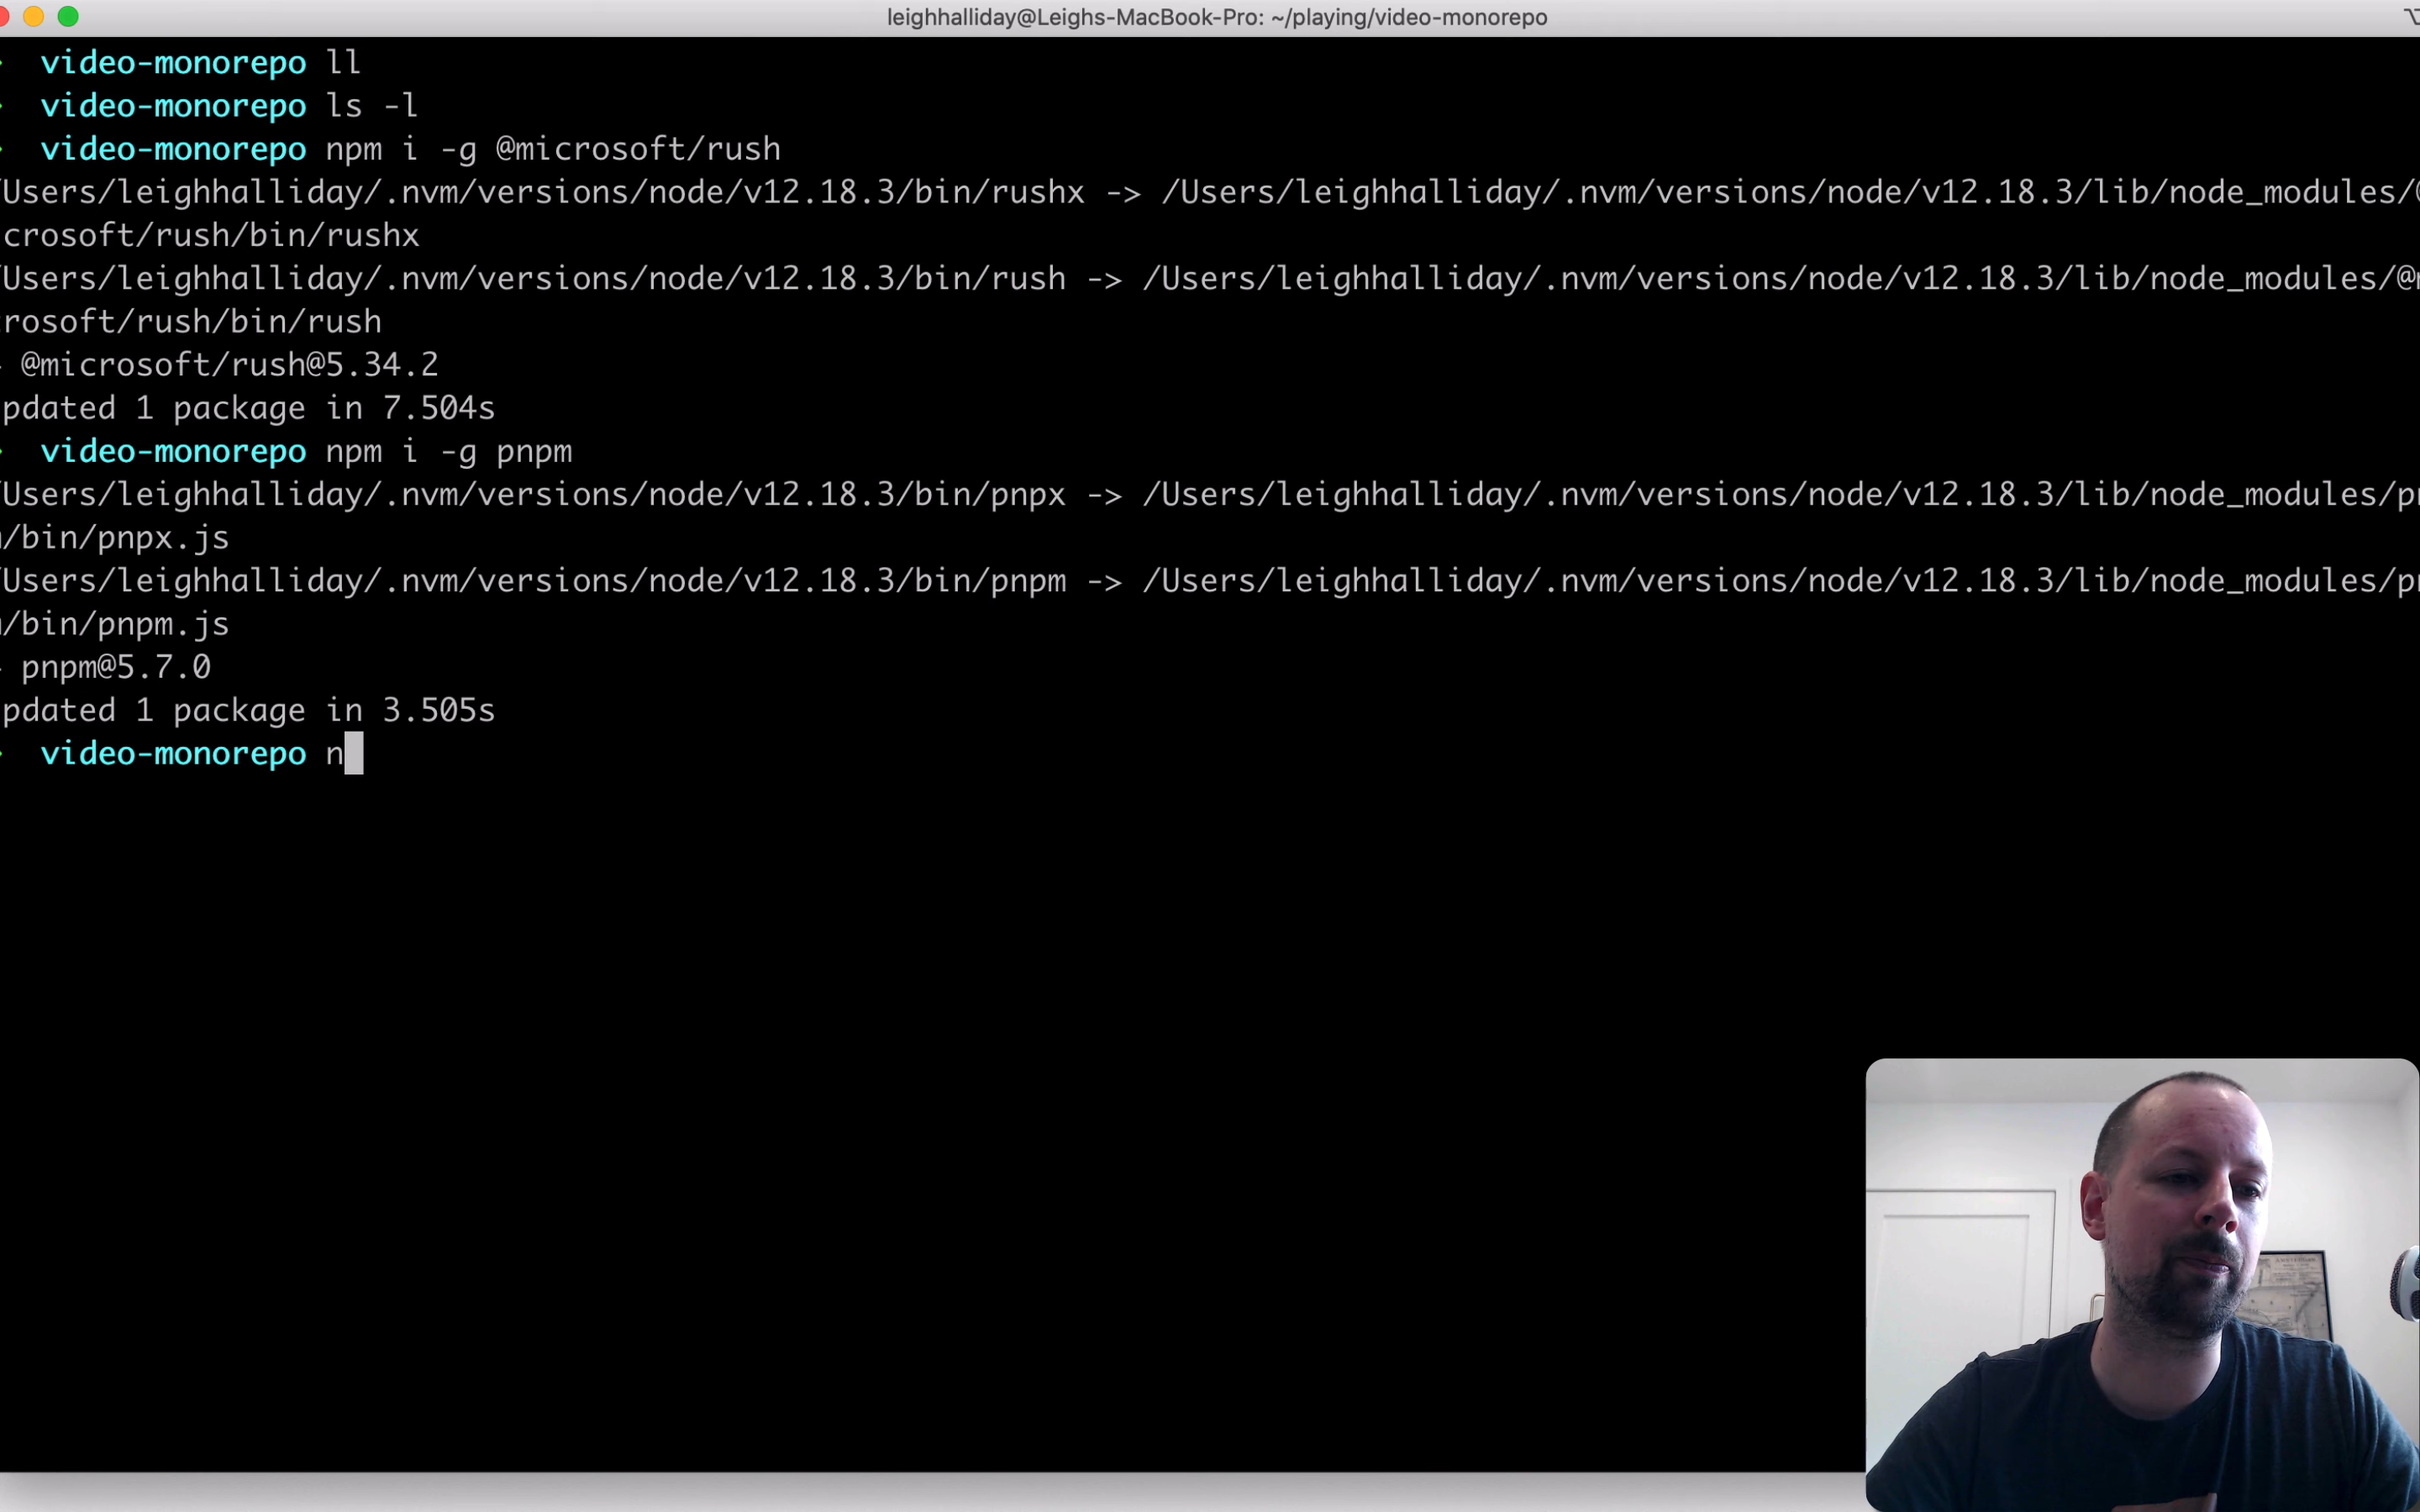 leighhalliday@Leighs-MacBook-Pro: ~/playing/video-monorepo
video-monorepo ll
video-monorepo ls -l
video-monorepo npm i -g @microsoft/rush
/Users/leighhalliday/.nvm/versions/node/v12.18.3/bin/rushx -> /Users/leighhalliday/.nvm/versions/node/v12.18.3/lib/node_modules/@
crosoft/rush/bin/rushx
/Users/leighhalliday/.nvm/versions/node/v12.18.3/bin/rush -> /Users/leighhalliday/.nvm/versions/node/v12.18.3/lib/node_modules/@m
crosoft/rush/bin/rush
@microsoft/rush@5.34.2
pdated 1 package in 7.504s
video-monorepo npm i -g pnpm
/Users/leighhalliday/.nvm/versions/node/v12.18.3/bin/pnpx -> /Users/leighhalliday/.nvm/versions/node/v12.18.3/lib/node_modules/pn
/bin/pnpx.js
/Users/leighhalliday/.nvm/versions/node/v12.18.3/bin/pnpm -> /Users/leighhalliday/.nvm/versions/node/v12.18.3/lib/node_modules/pn
/bin/pnpm.js
pnpm@5.7.0
pdated 1 package in 3.505s
video-monorepo n